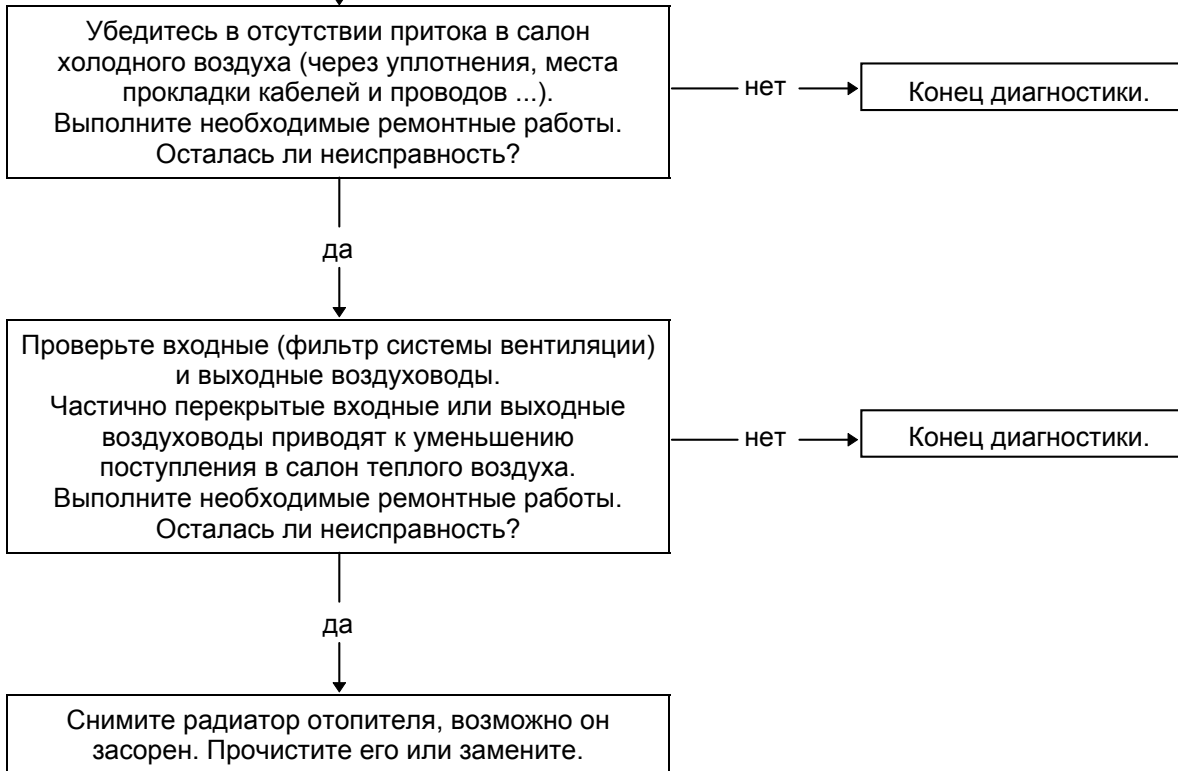 Убедитесь в отсутствии притока в салон
холодного воздуха (через уплотнения, места
прокладки кабелей и проводов ...).
Выполните необходимые ремонтные работы.
Осталась ли неисправность?
нет
Конец диагностики.
да
Проверьте входные (фильтр системы вентиляции)
и выходные воздуховоды.
Частично перекрытые входные или выходные
воздуховоды приводят к уменьшению
поступления в салон теплого воздуха.
Выполните необходимые ремонтные работы.
Осталась ли неисправность?
нет
Конец диагностики.
да
Снимите радиатор отопителя, возможно он
засорен. Прочистите его или замените.